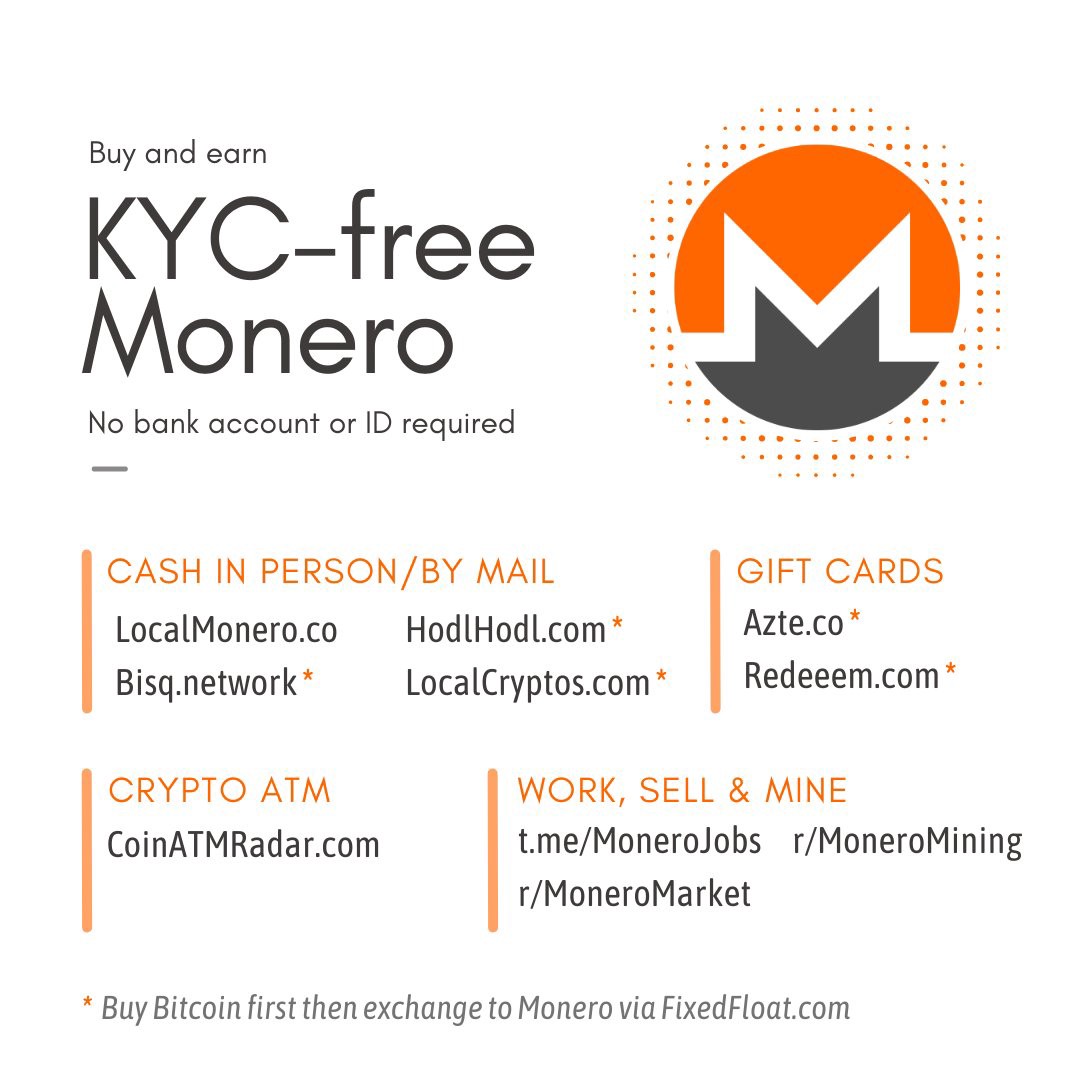 Buy and earn
KYC-free
Monero
No bank account or ID required
CASH IN PERSON/BY MAIL
LocalMonero.co
HodlHodl.com*
Bisq.network*
LocalCryptos.com*
GIFT CARDS
Azte.co*
Redeeem.com*
CRYPTO ATM
CoinATMRadar.com
WORK, SELL & MINE
t.me/MoneroJobs
r/MoneroMining
r/MoneroMarket
* Buy Bitcoin first then exchange to Monero via FixedFloat.com